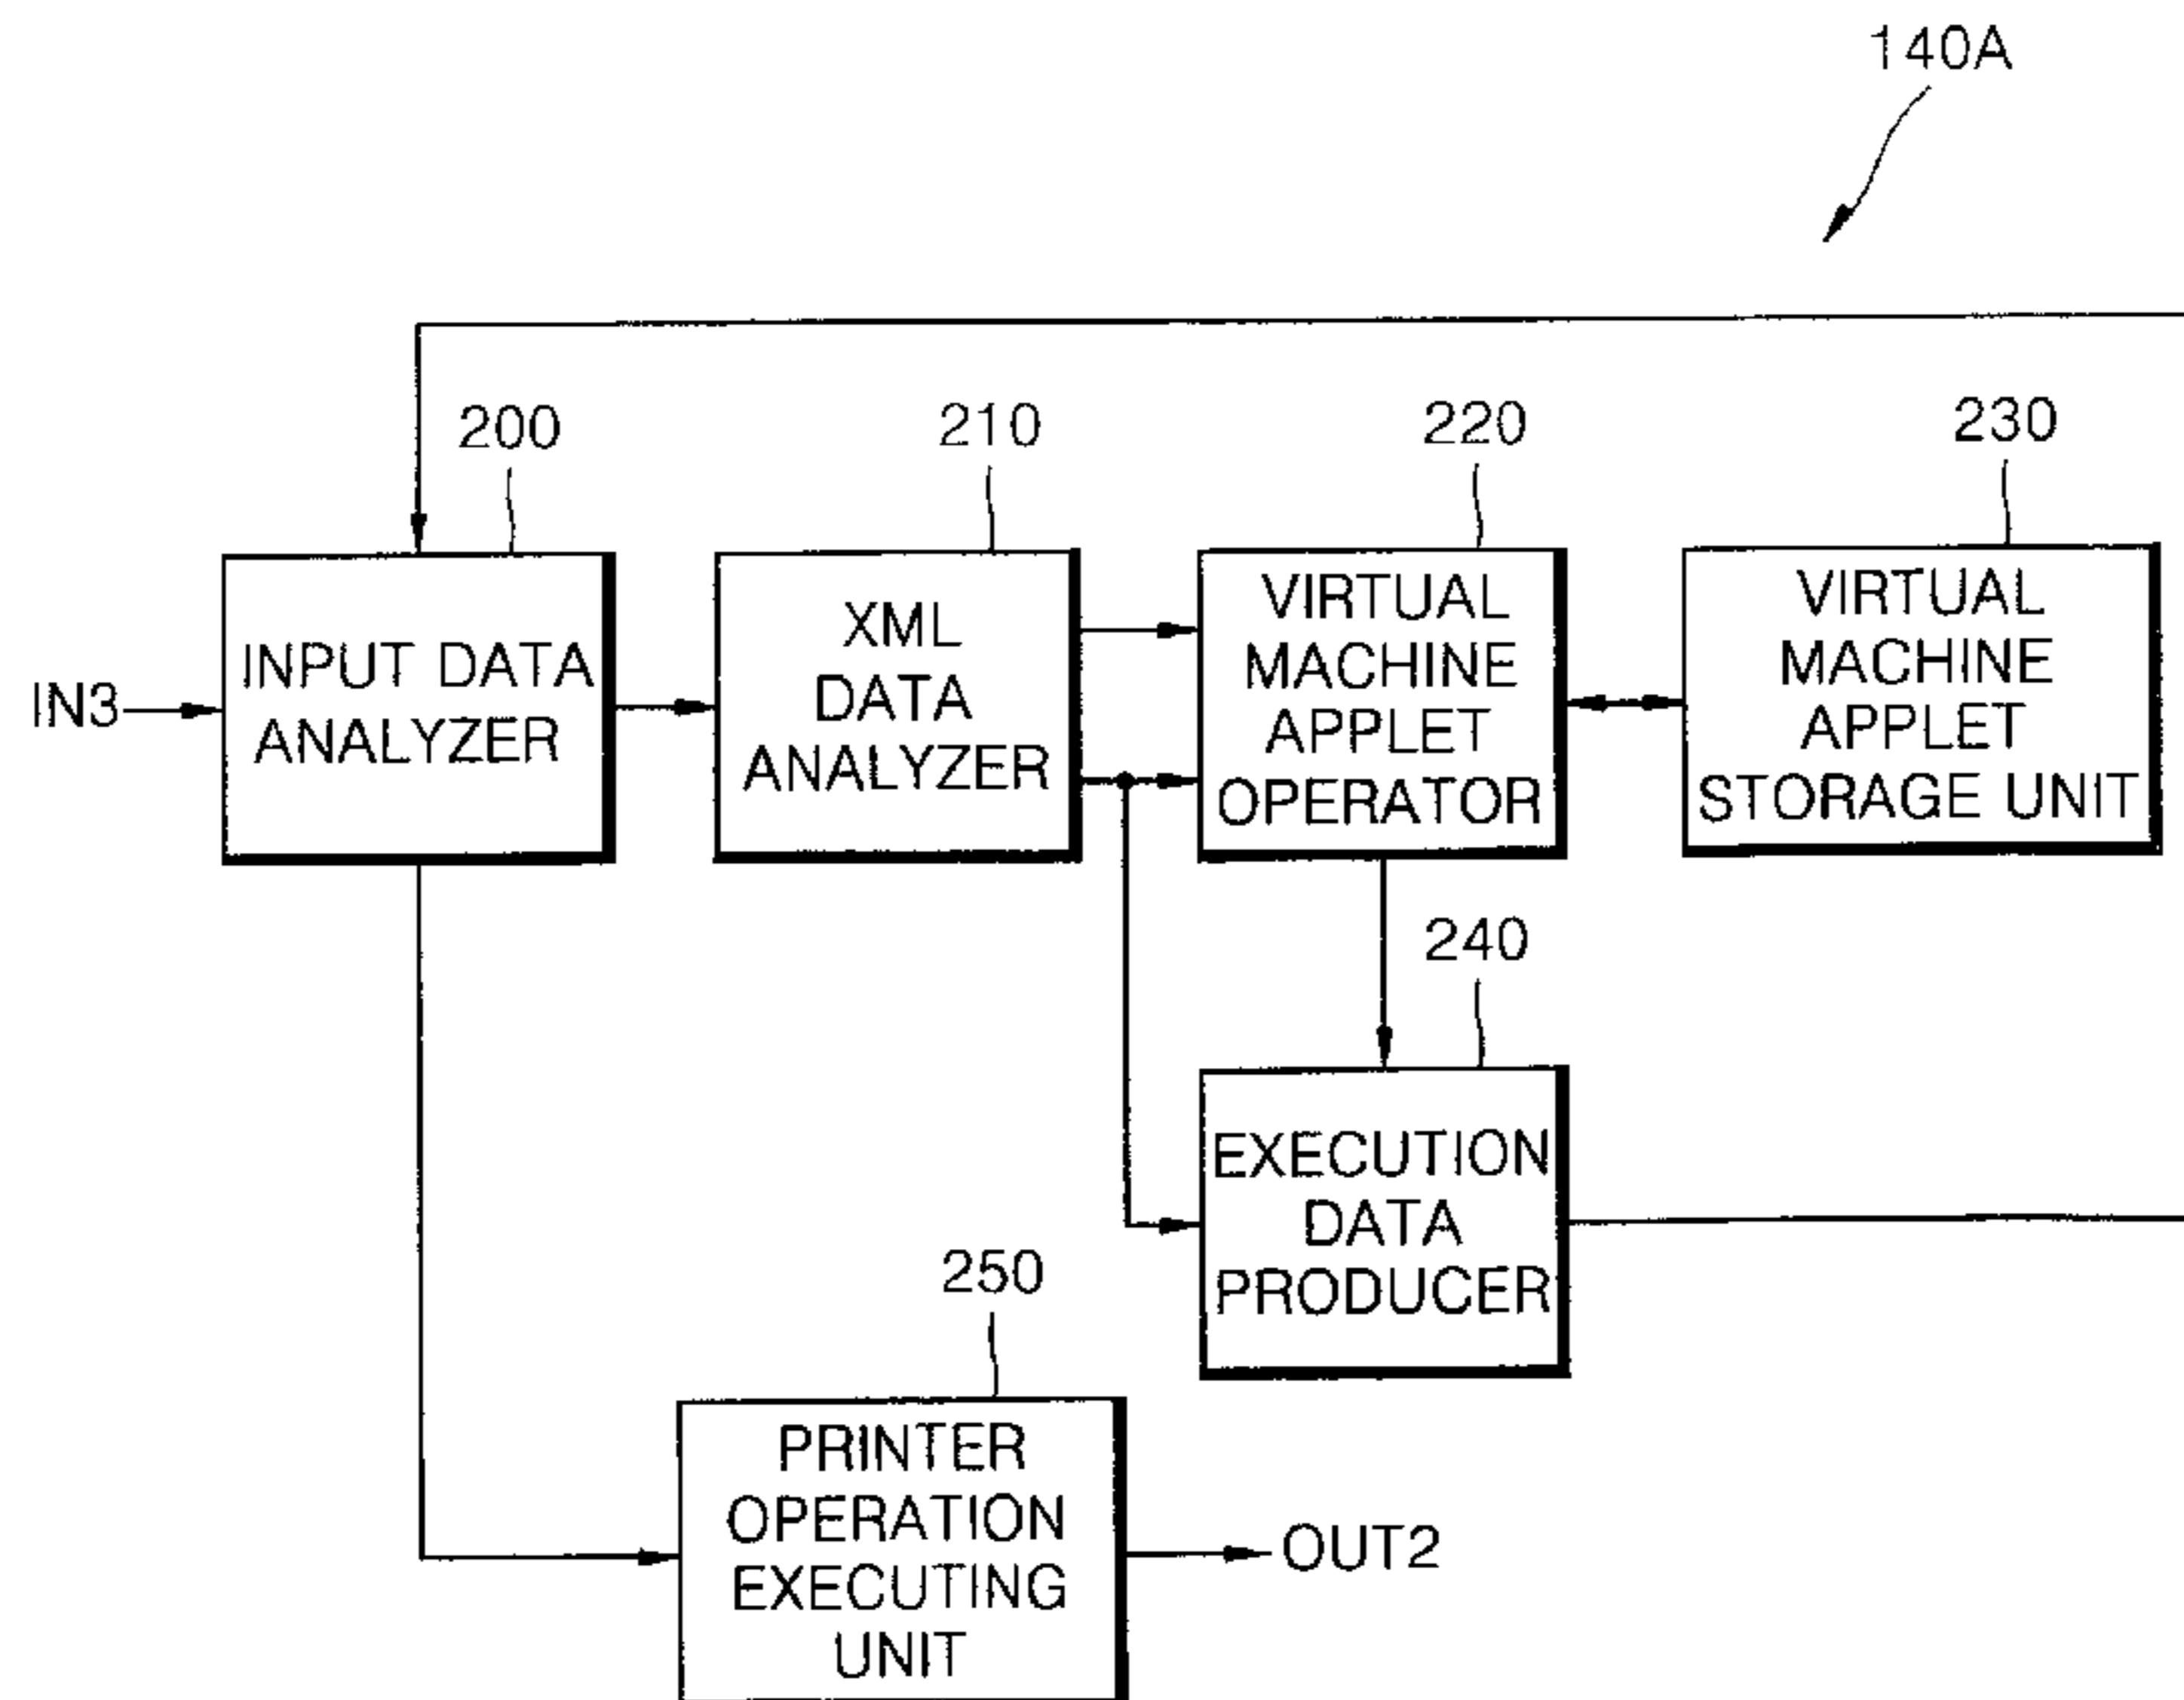 140A
200
210
220
230
IN3
INPUT DATA
ANALYZER
XML
DATA
ANALYZER
VIRTUAL
MACHINE
APPLET
OPERATOR
VIRTUAL
MACHINE
APPLET
STORAGE UNIT
240
EXECUTION
DATA
PRODUCER
250
PRINTER
OPERATION
EXECUTING
UNIT
OUT2